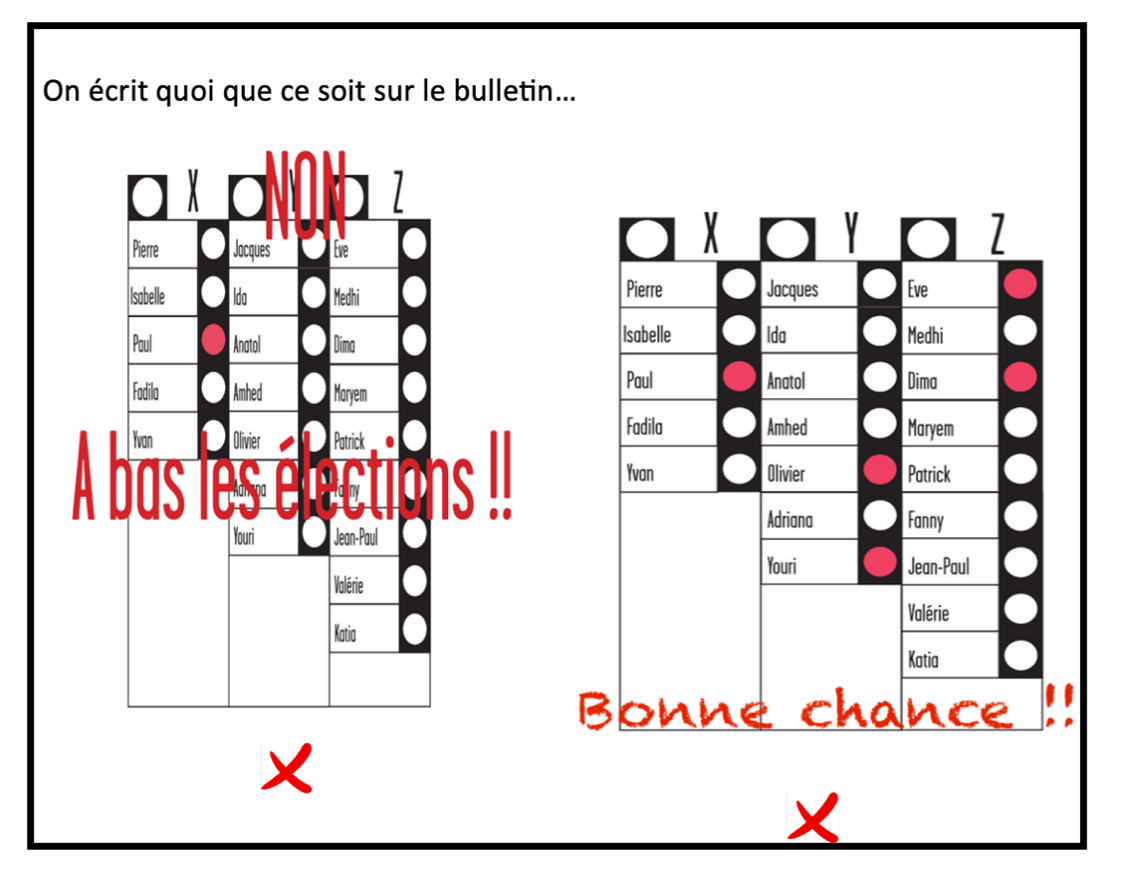 On écrit quoi que ce soit sur le bulletin...
NON
X Y Z
Pierre Jacques Eve
Isabelle Ida Medhi
Paul Anatol Dima
Fadila Amhed Maryem
Yvan Olivier Patrick
A bas les élections !!
Adriana Fanny
Youri Jean-Paul
Valérie
Katia
X Y Z
Pierre Jacques Eve
Isabelle Ida Medhi
Paul Anatol Dima
Fadila Amhed Maryem
Yvan Olivier Patrick
Adriana Fanny
Youri Jean-Paul
Valérie
Katia
Bonne chance !!